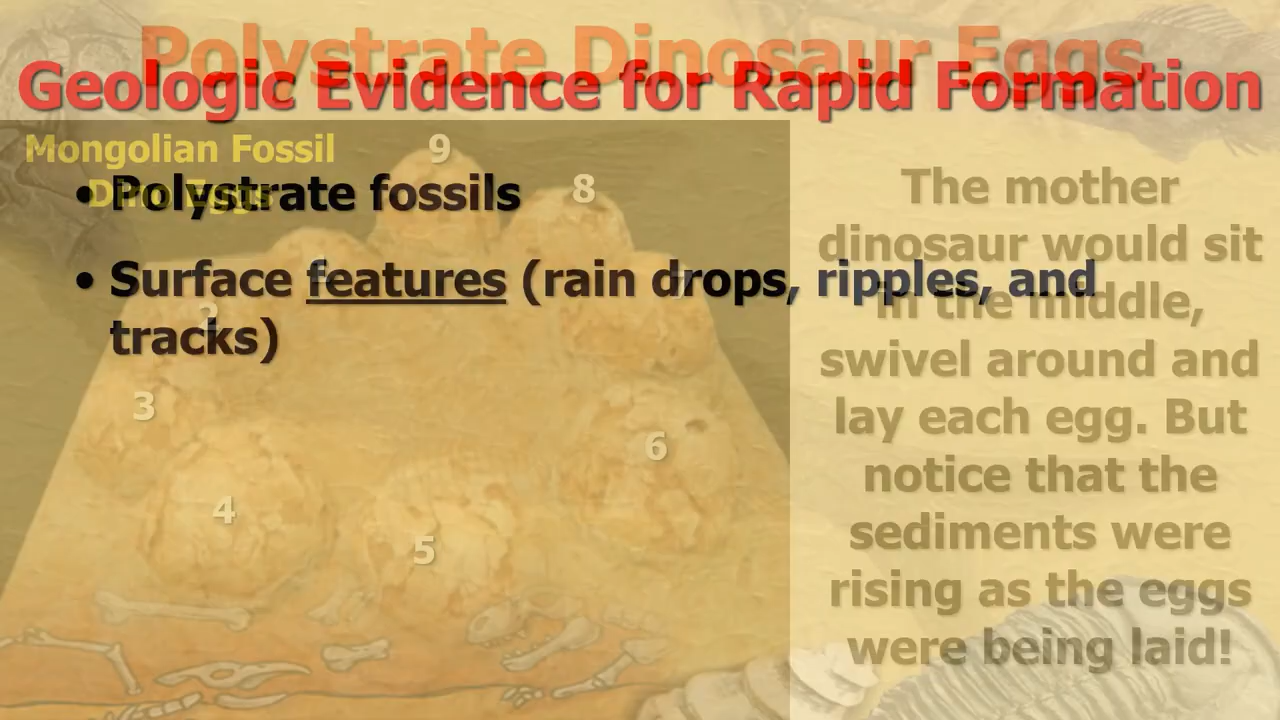 Polystrate Dinosaur Eggs
Geologic Evidence for Rapid Formation
Mongolian Fossil
Dino Eggs
• Polystrate fossils
• Surface features (rain drops, ripples, and
tracks)
9
8
7
2
3
6
4
5
The mother
dinosaur would sit
in the middle,
swivel around and
lay each egg. But
notice that the
sediments were
rising as the eggs
were being laid!